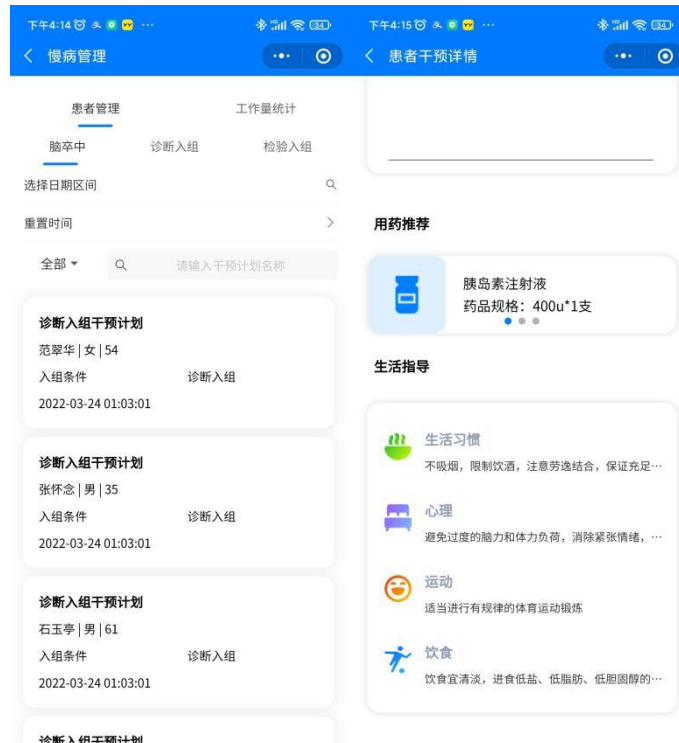 下午4:14
34
慢病管理
患者管理 工作量统计
脑卒中 诊断入组 检验入组
选择日期区间
重置时间
全部 请输入干预计划名称
诊断入组干预计划
范翠华 | 女 | 54
入组条件 诊断入组
2022-03-24 01:03:01
诊断入组干预计划
张怀念 | 男 | 35
入组条件 诊断入组
2022-03-24 01:03:01
诊断入组干预计划
石玉亭 | 男 | 61
入组条件 诊断入组
2022-03-24 01:03:01
诊断入组干预计划
下午4:15
34
患者干预详情
用药推荐
胰岛素注射液
药品规格：400u*1支
生活指导
生活习惯
不吸烟，限制饮酒，注意劳逸结合，保证充足…
心理
避免过度的脑力和体力负荷，消除紧张情绪，…
运动
适当进行有规律的体育运动锻炼
饮食
饮食宜清淡，进食低盐、低脂肪、低胆固醇的…